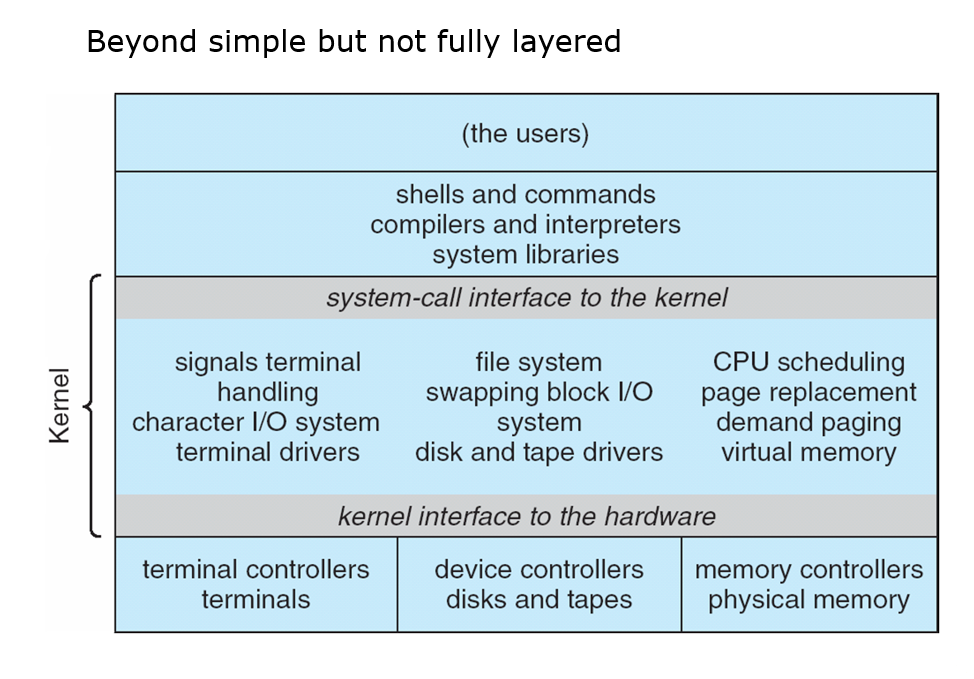 Beyond simple but not fully layered
(the users)
shells and commands
compilers and interpreters
system libraries
Kernel
system-call interface to the kernel
signals terminal
handling
character I/O system
terminal drivers
file system
swapping block I/O
system
disk and tape drivers
CPU scheduling
page replacement
demand paging
virtual memory
kernel interface to the hardware
terminal controllers
terminals
device controllers
disks and tapes
memory controllers
physical memory